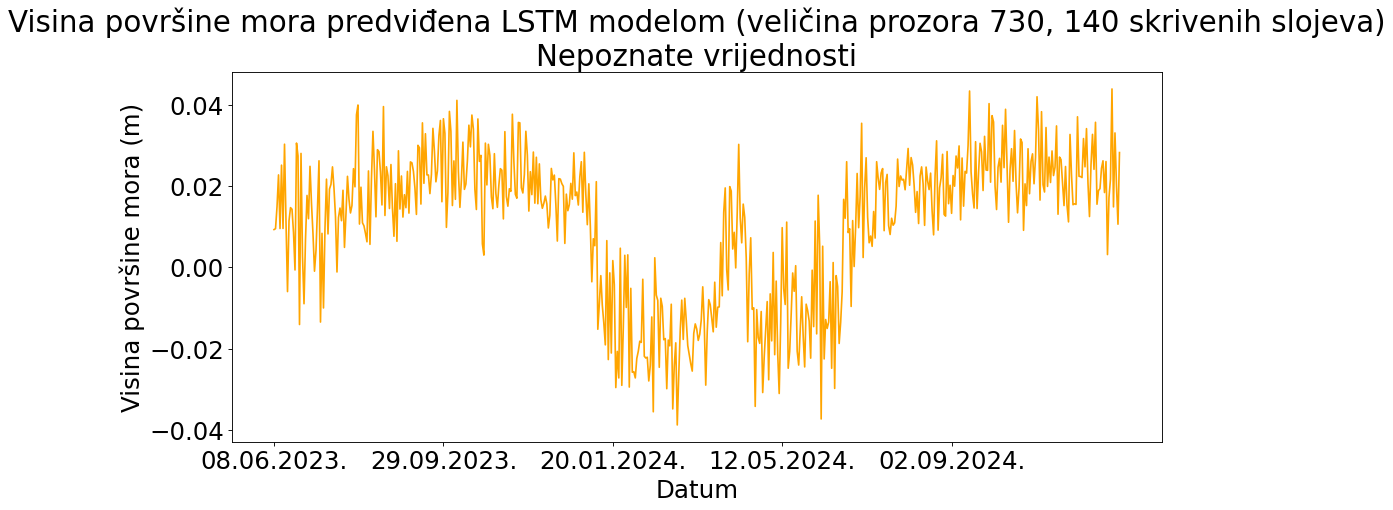 Visina površine mora predviđena LSTM modelom (veličina prozora 730, 140 skrivenih slojeva)
Nepoznate vrijednosti
Visina površine mora (m)
0.04
0.02
0.00
−0.02
−0.04
08.06.2023. 29.09.2023. 20.01.2024. 12.05.2024. 02.09.2024.
Datum